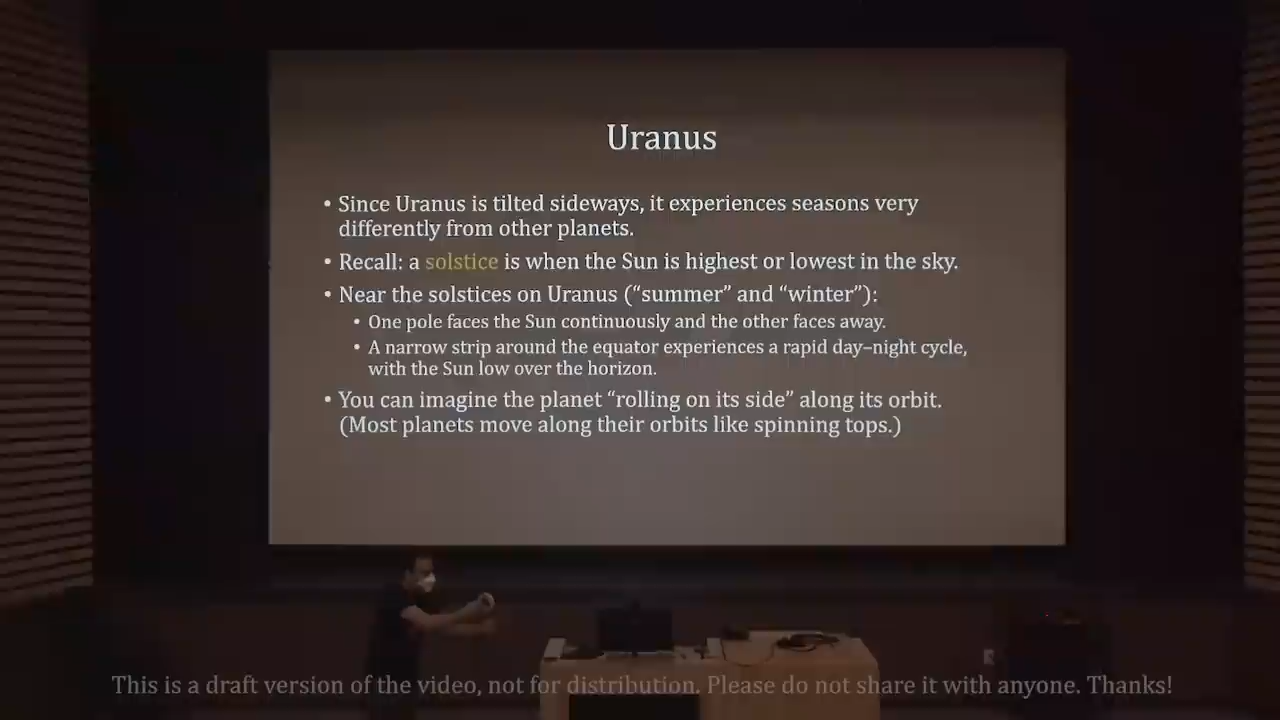 Uranus
• Since Uranus is tilted sideways, it experiences seasons very
differently from other planets.
• Recall: a solstice is when the Sun is highest or lowest in the sky.
• Near the solstices on Uranus (“summer” and “winter”):
• One pole faces the Sun continuously and the other faces away.
• A narrow strip around the equator experiences a rapid day–night cycle,
with the Sun low over the horizon.
• You can imagine the planet “rolling on its side” along its orbit.
(Most planets move along their orbits like spinning tops.)
This is a draft version of the video, not for distribution. Please do not share it with anyone. Thanks!